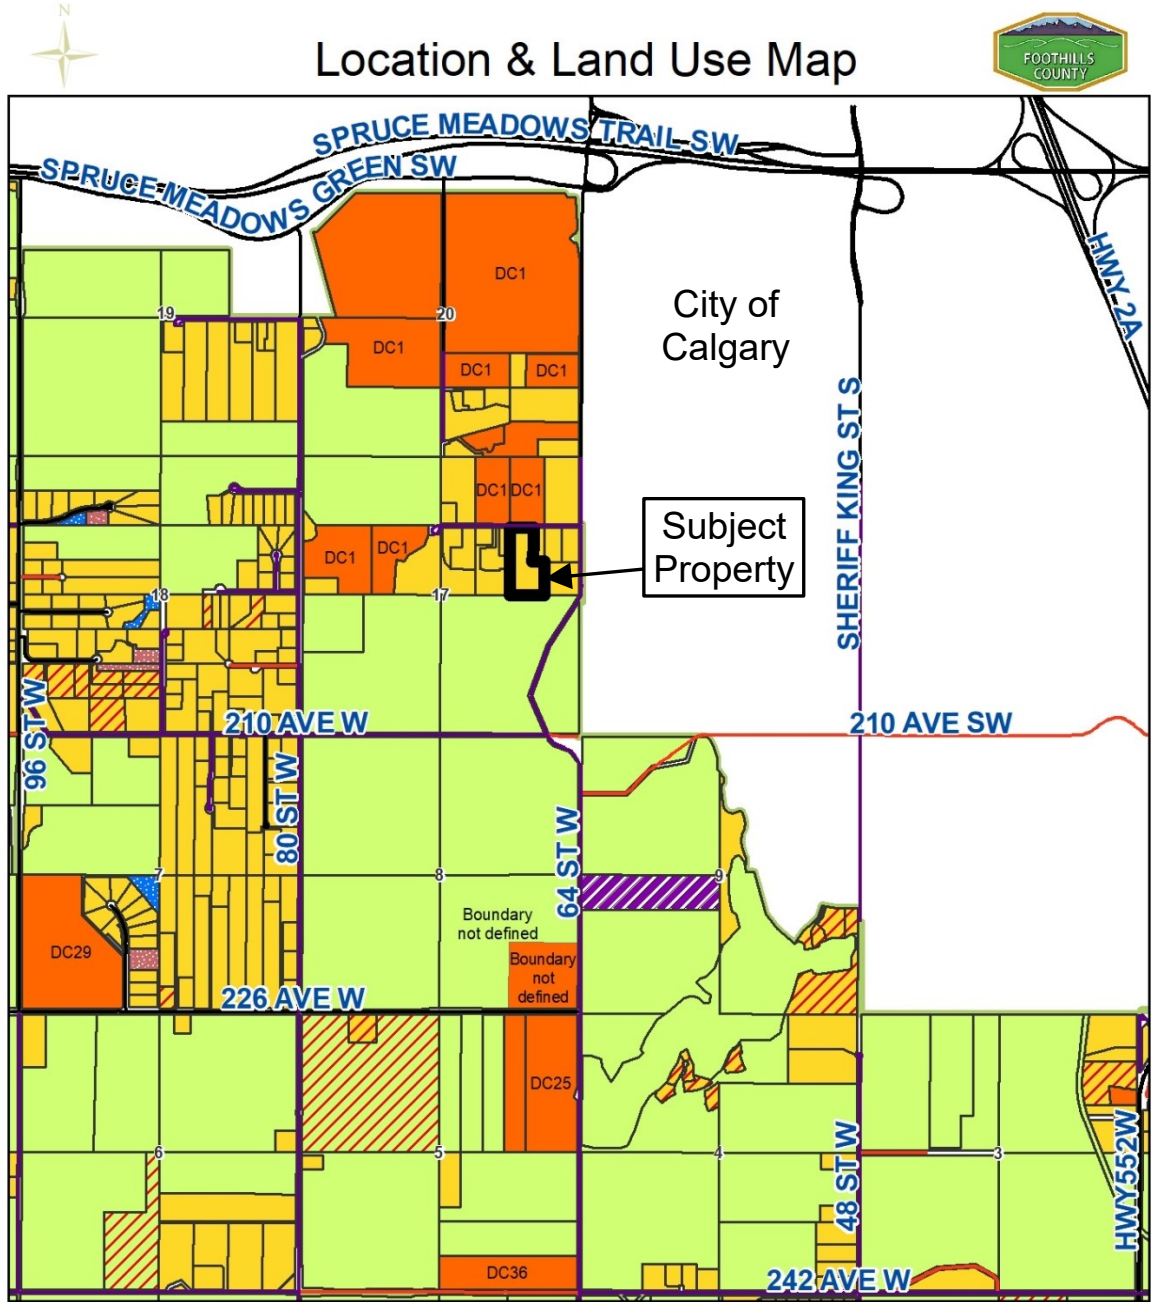 N
Location & Land Use Map
FOOTHILLS
COUNTY
SPRUCE MEADOWS TRAIL SW
SPRUCE MEADOWS GREEN SW
HWY 2A
DC1
City of
Calgary
19
20
DC1
DC1
DC1
SHERIFF KING ST S
DC1
DC1
Subject
Property
DC1
DC1
18
17
96 ST W
210 AVE W
210 AVE SW
80 ST W
64 ST W
7
8
9
Boundary
not defined
DC29
Boundary
not
defined
226 AVE W
DC25
48 ST W
HWY552W
6
5
4
3
DC36
242 AVE W